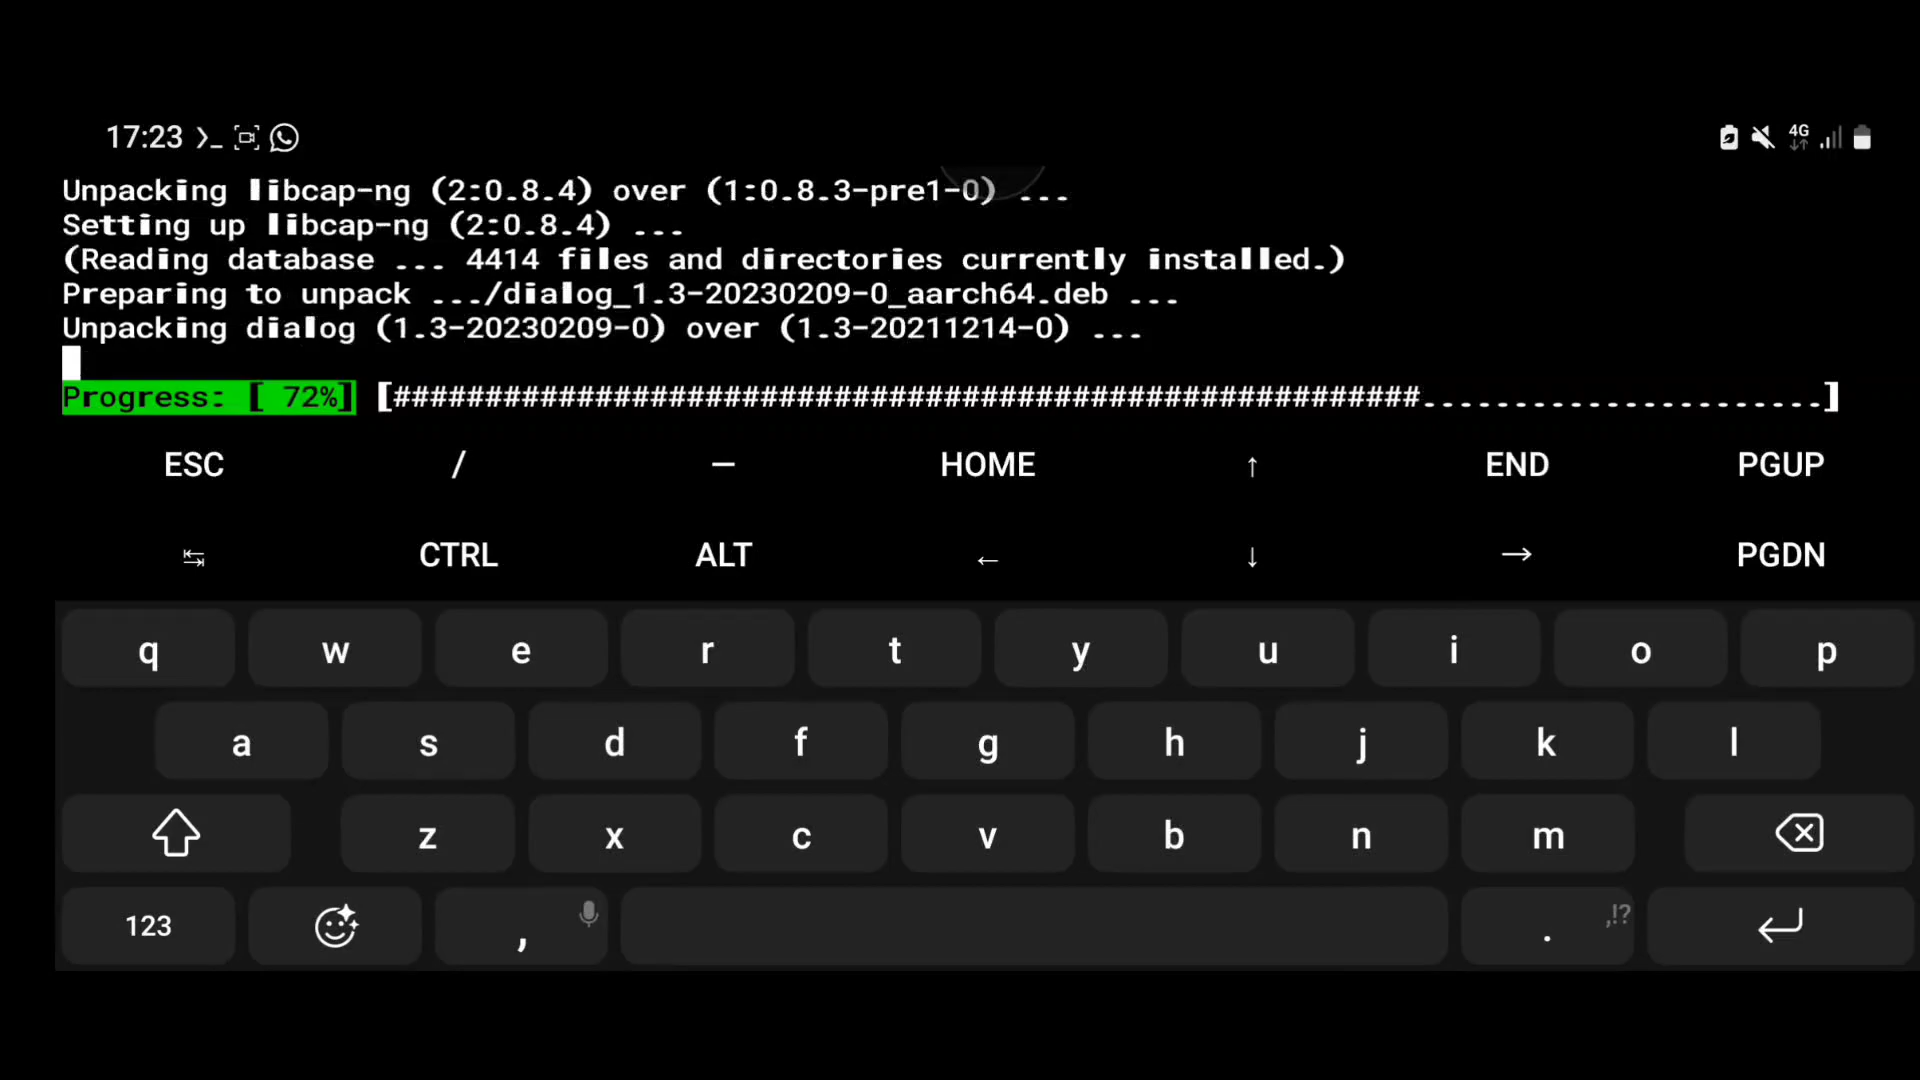 17:23
4G
Unpacking libcap-ng (2:0.8.4) over (1:0.8.3-pre1-0) ...
Setting up libcap-ng (2:0.8.4) ...
(Reading database ... 4414 files and directories currently installed.)
Preparing to unpack .../dialog_1.3-20230209-0_aarch64.deb ...
Unpacking dialog (1.3-20230209-0) over (1.3-20211214-0) ...
Progress: [ 72%] [########################################################......................]
ESC / — HOME ↑ END PGUP
↹ CTRL ALT ← ↓ → PGDN
q w e r t y u i o p
a s d f g h j k l
z x c v b n m
123 , . ,!?